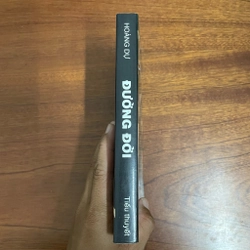 HOÀNG DỰ
ĐƯỜNG ĐỜI
Tiểu thuyết